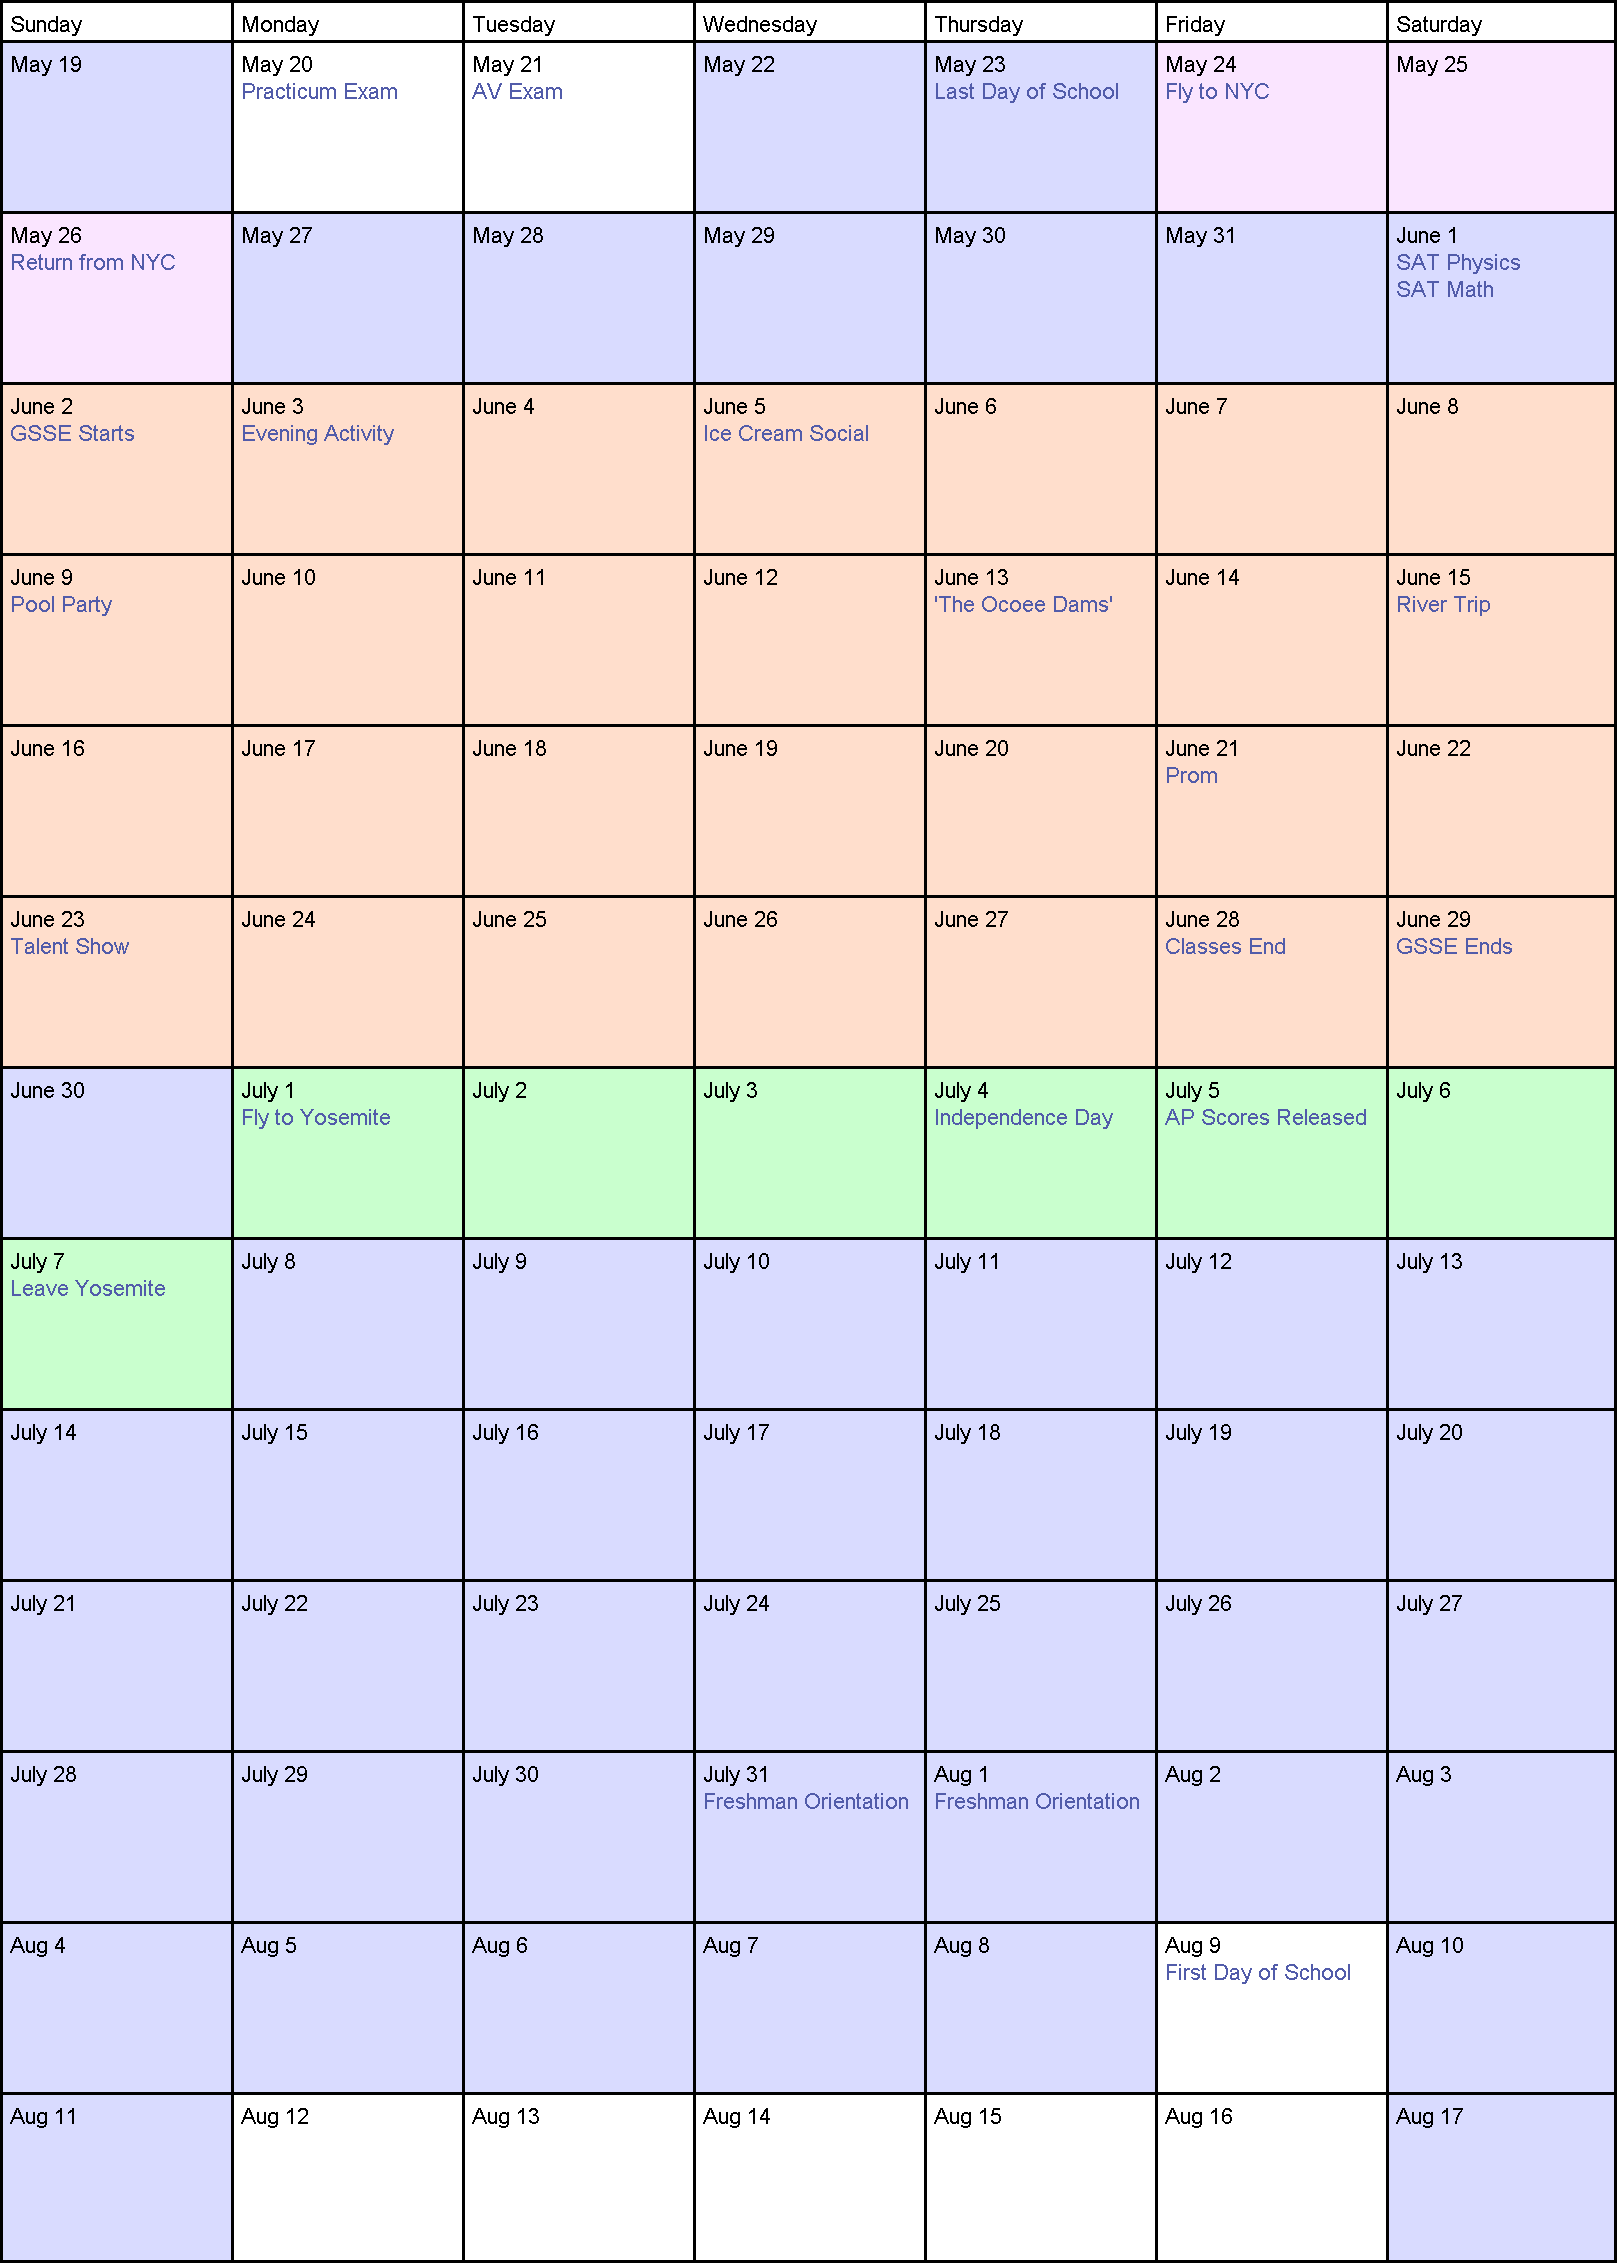 Sunday
Monday
Tuesday
Wednesday
Thursday
Friday
Saturday
May 19
May 20
Practicum Exam
May 21
AV Exam
May 22
May 23
Last Day of School
May 24
Fly to NYC
May 25
May 26
Return from NYC
May 27
May 28
May 29
May 30
May 31
June 1
SAT Physics
SAT Math
June 2
GSSE Starts
June 3
Evening Activity
June 4
June 5
Ice Cream Social
June 6
June 7
June 8
June 9
Pool Party
June 10
June 11
June 12
June 13
'The Ocoee Dams'
June 14
June 15
River Trip
June 16
June 17
June 18
June 19
June 20
June 21
Prom
June 22
June 23
Talent Show
June 24
June 25
June 26
June 27
June 28
Classes End
June 29
GSSE Ends
June 30
July 1
Fly to Yosemite
July 2
July 3
July 4
Independence Day
July 5
AP Scores Released
July 6
July 7
Leave Yosemite
July 8
July 9
July 10
July 11
July 12
July 13
July 14
July 15
July 16
July 17
July 18
July 19
July 20
July 21
July 22
July 23
July 24
July 25
July 26
July 27
July 28
July 29
July 30
July 31
Freshman Orientation
Aug 1
Freshman Orientation
Aug 2
Aug 3
Aug 4
Aug 5
Aug 6
Aug 7
Aug 8
Aug 9
First Day of School
Aug 10
Aug 11
Aug 12
Aug 13
Aug 14
Aug 15
Aug 16
Aug 17